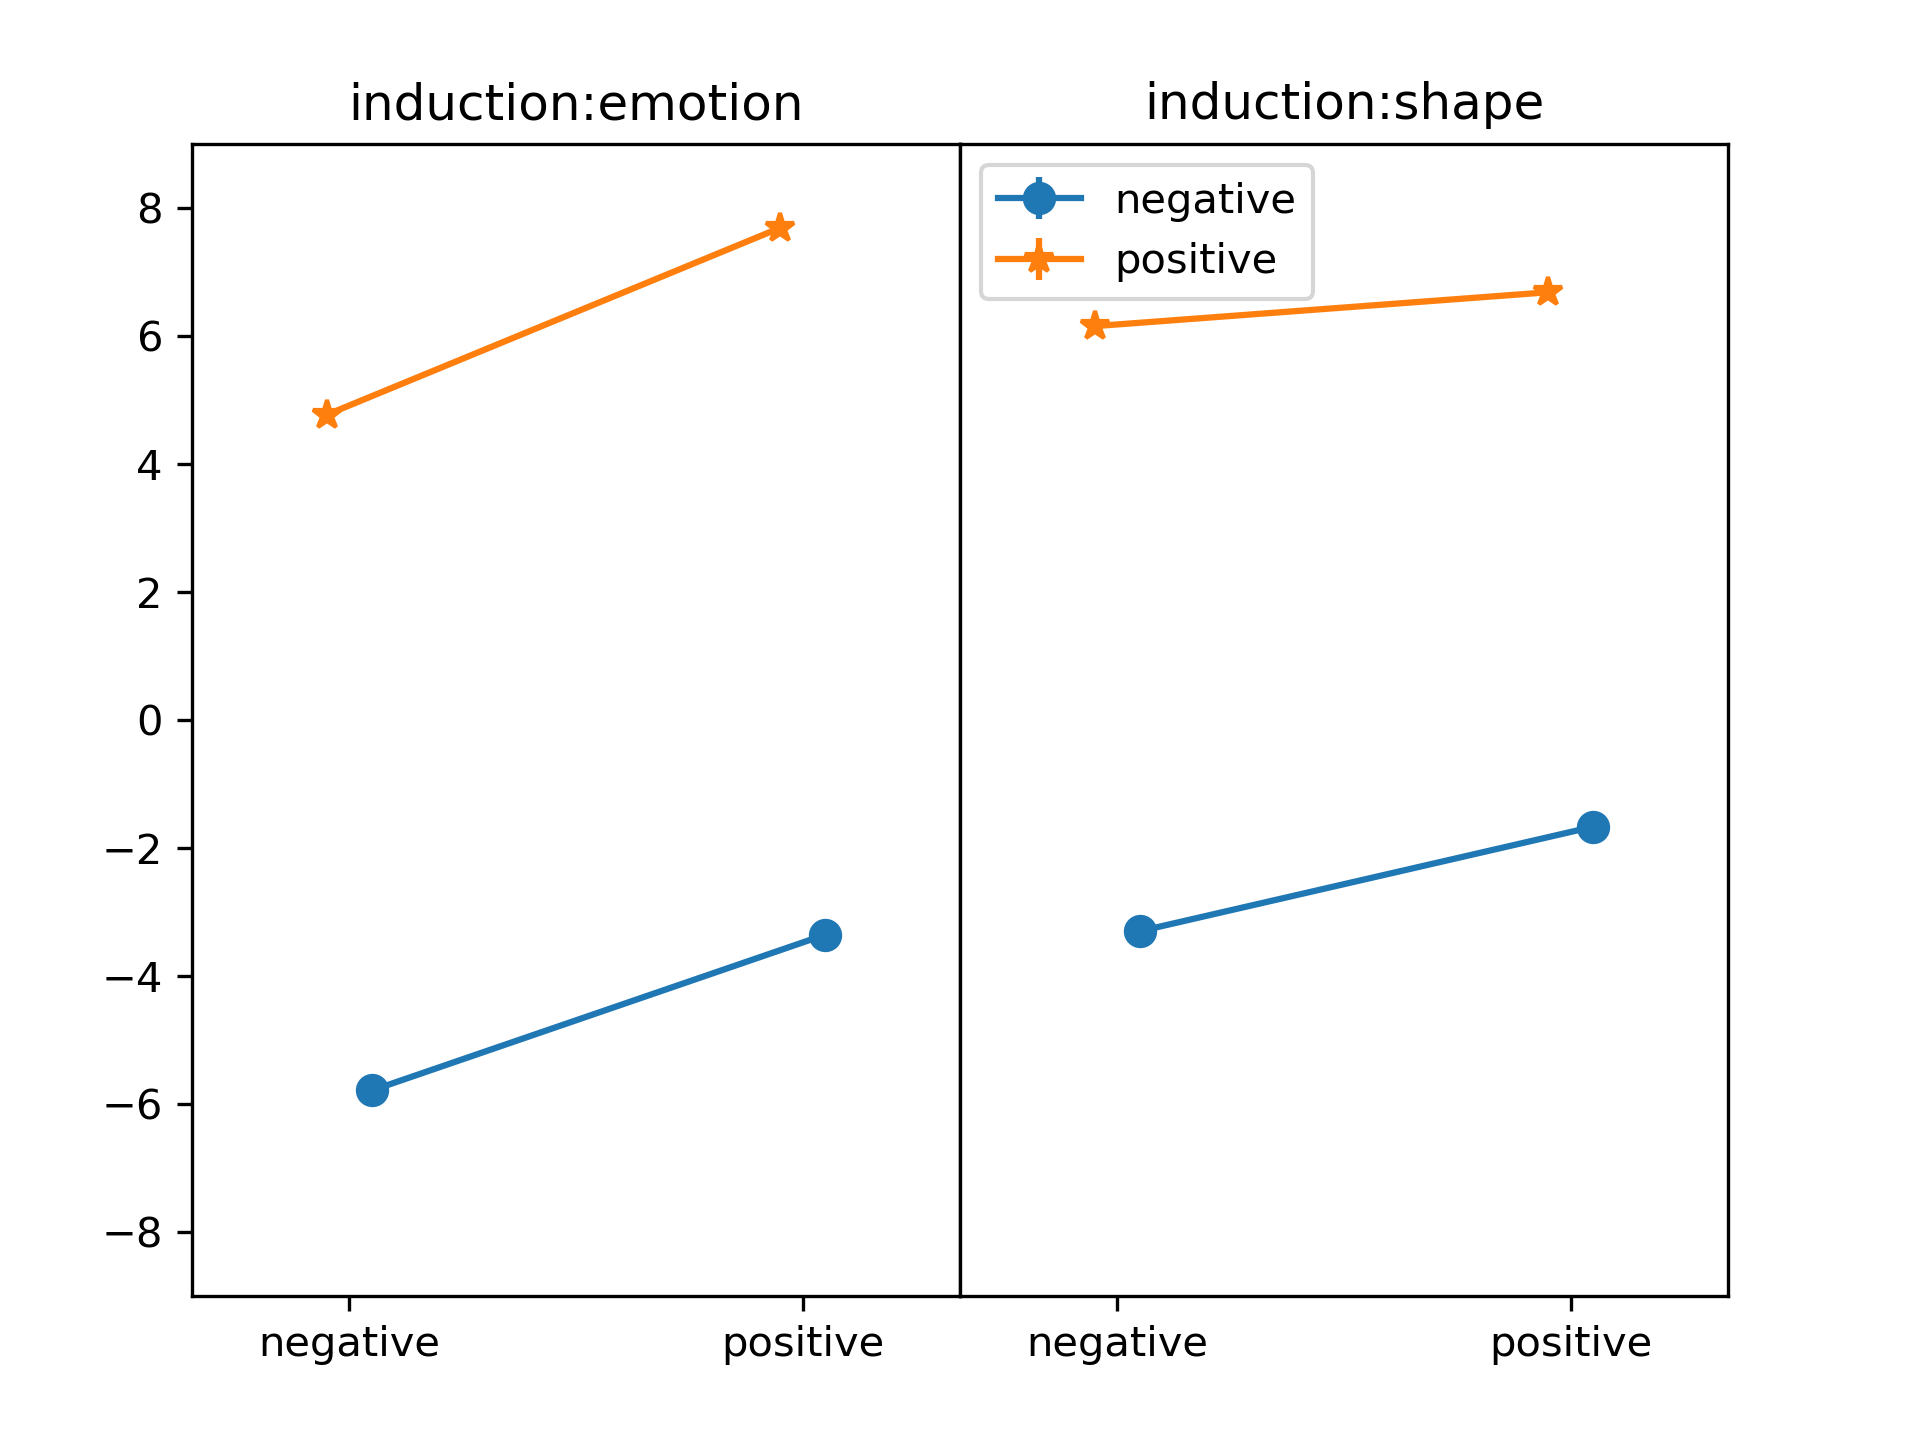 induction:emotion
induction:shape
negative
positive
8
6
4
2
0
−2
−4
−6
−8
negative
positive
negative
positive